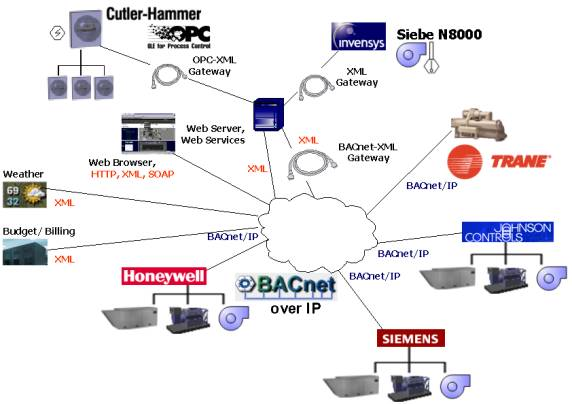 Cutler-Hammer
OPC
OLE for Process Control
OPC-XML
Gateway
invensys
Siebe N8000
XML
Gateway
Web Server,
Web Services
Web Browser,
HTTP, XML, SOAP
XML
XML
BACnet-XML
Gateway
TRANE
BACnet/IP
Weather
69
32
XML
Budget/ Billing
XML
BACnet/IP
BACnet/IP
BACnet/IP
JOHNSON
CONTROLS
Honeywell
BACnet
over IP
SIEMENS